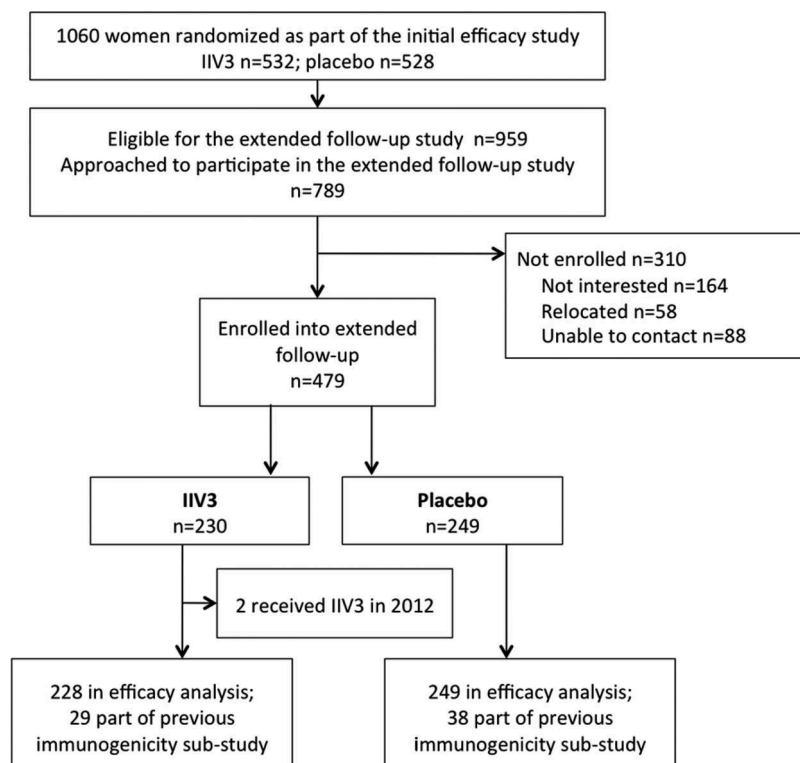 1060 women randomized as part of the initial efficacy study
IIV3 n=532; placebo n=528
Eligible for the extended follow-up study n=959
Approached to participate in the extended follow-up study
n=789
Not enrolled n=310
Not interested n=164
Relocated n=58
Unable to contact n=88
Enrolled into extended
follow-up
n=479
IIV3
n=230
Placebo
n=249
2 received IIV3 in 2012
228 in efficacy analysis;
29 part of previous
immunogenicity sub-study
249 in efficacy analysis;
38 part of previous
immunogenicity sub-study